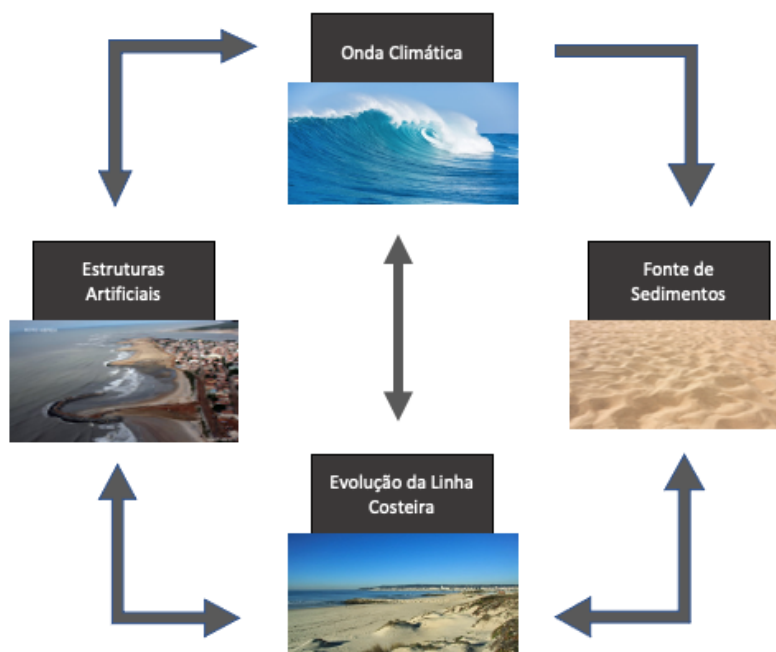 Onda Climática
Estruturas
Artificiais
Fonte de
Sedimentos
Evolução da Linha
Costeira